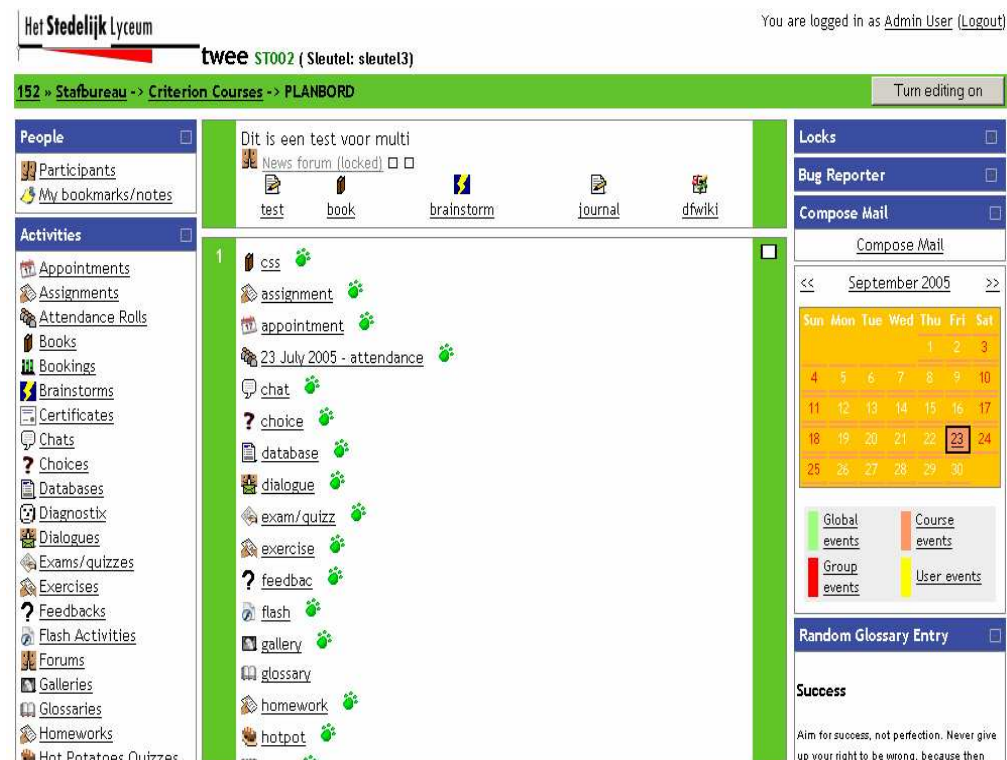 Het Stedelijk Lyceum
You are logged in as Admin User (Logout)
twee ST002 ( Sleutel: sleutel3)
152 » Stafbureau -> Criterion Courses -> PLANBORD
Turn editing on
People
Participants
My bookmarks/notes
Activities
Appointments
Assignments
Attendance Rolls
Books
Bookings
Brainstorms
Certificates
Chats
Choices
Databases
Diagnostix
Dialogues
Exams/quizzes
Exercises
Feedbacks
Flash Activities
Forums
Galleries
Glossaries
Homeworks
Hot Potatoes Quizzes
Dit is een test voor multi
News forum (locked)
test book brainstorm journal dfwiki
1
css
assignment
appointment
23 July 2005 - attendance
chat
choice
database
dialogue
exam/quizz
exercise
feedbac
flash
gallery
glossary
homework
hotpot
Locks
Bug Reporter
Compose Mail
Compose Mail
<< September 2005 >>
Sun Mon Tue Wed Thu Fri Sat
1 2 3
4 5 6 7 8 9 10
11 12 13 14 15 16 17
18 19 20 21 22 23 24
25 26 27 28 29 30
Global events
Course events
Group events
User events
Random Glossary Entry
Success
Aim for success, not perfection. Never give
up your right to be wrong, because then